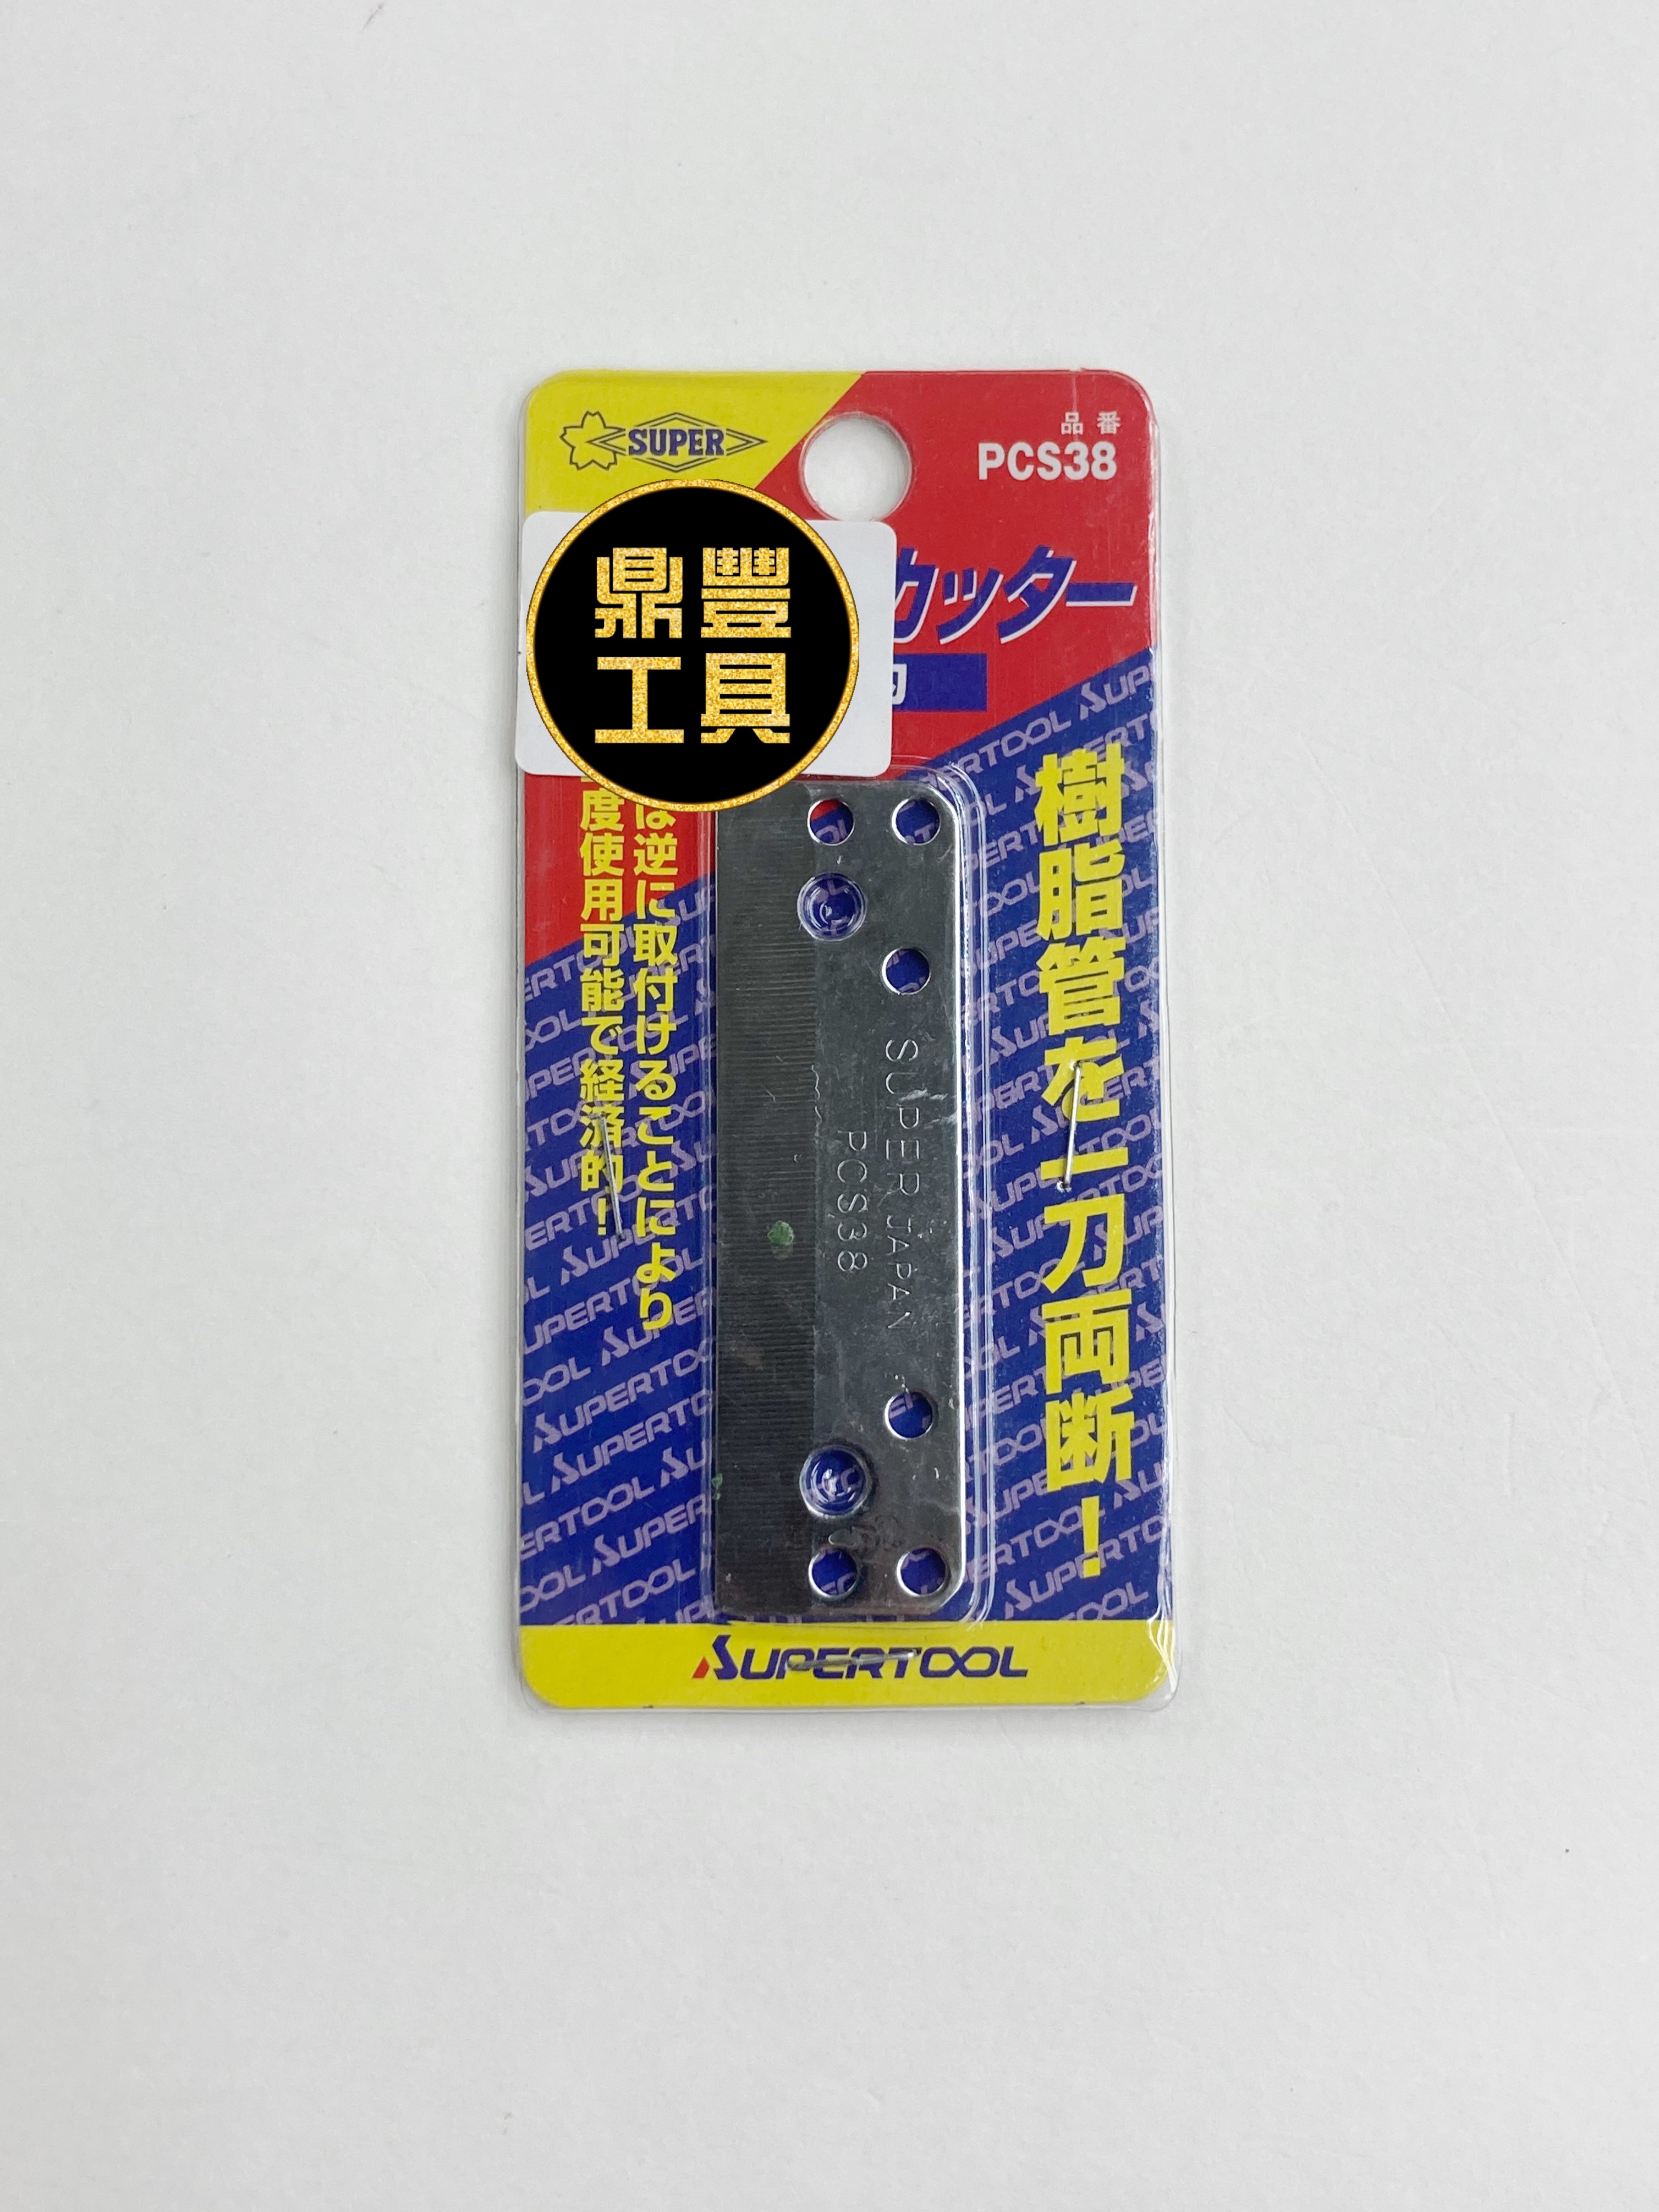 SUPER
品番
PCS38
鼎豐
工具
カッター
樹脂管を一刀両断！
は逆に取付けることにより
度使用可能で経済的！
SUPER JAPAN
PCS38
SUPERTOOL